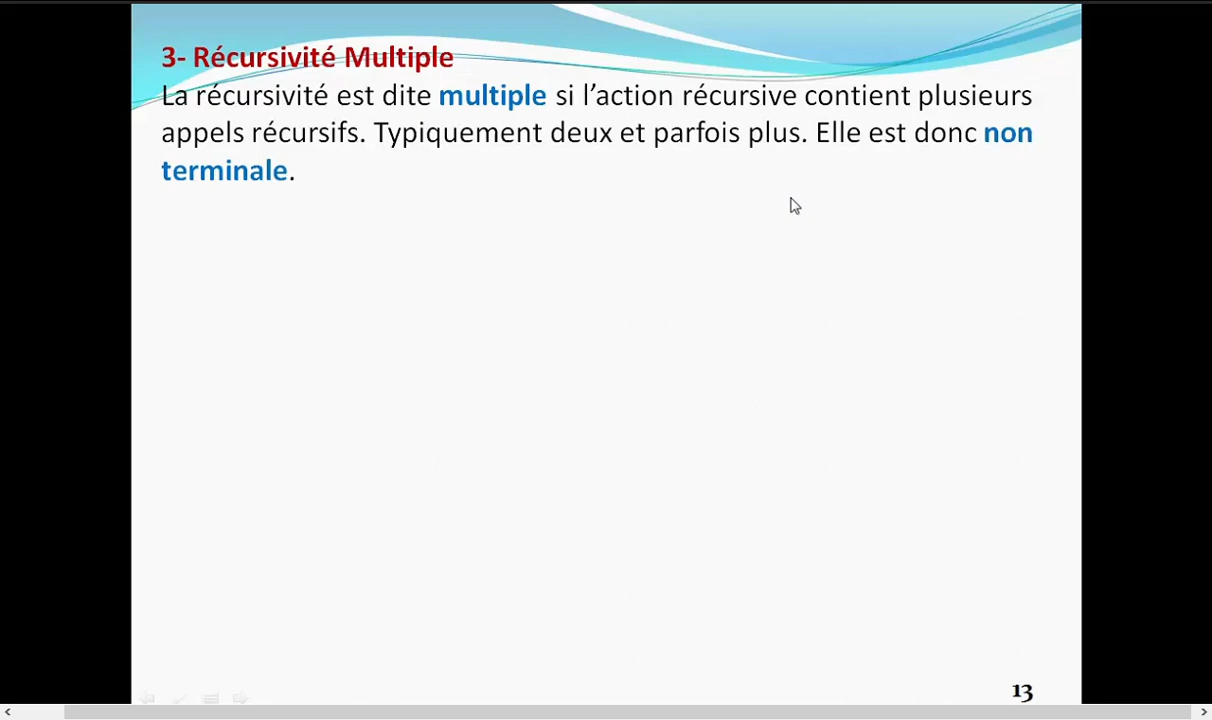 3- Récursivité Multiple
La récursivité est dite multiple si l’action récursive contient plusieurs
appels récursifs. Typiquement deux et parfois plus. Elle est donc non
terminale.
13